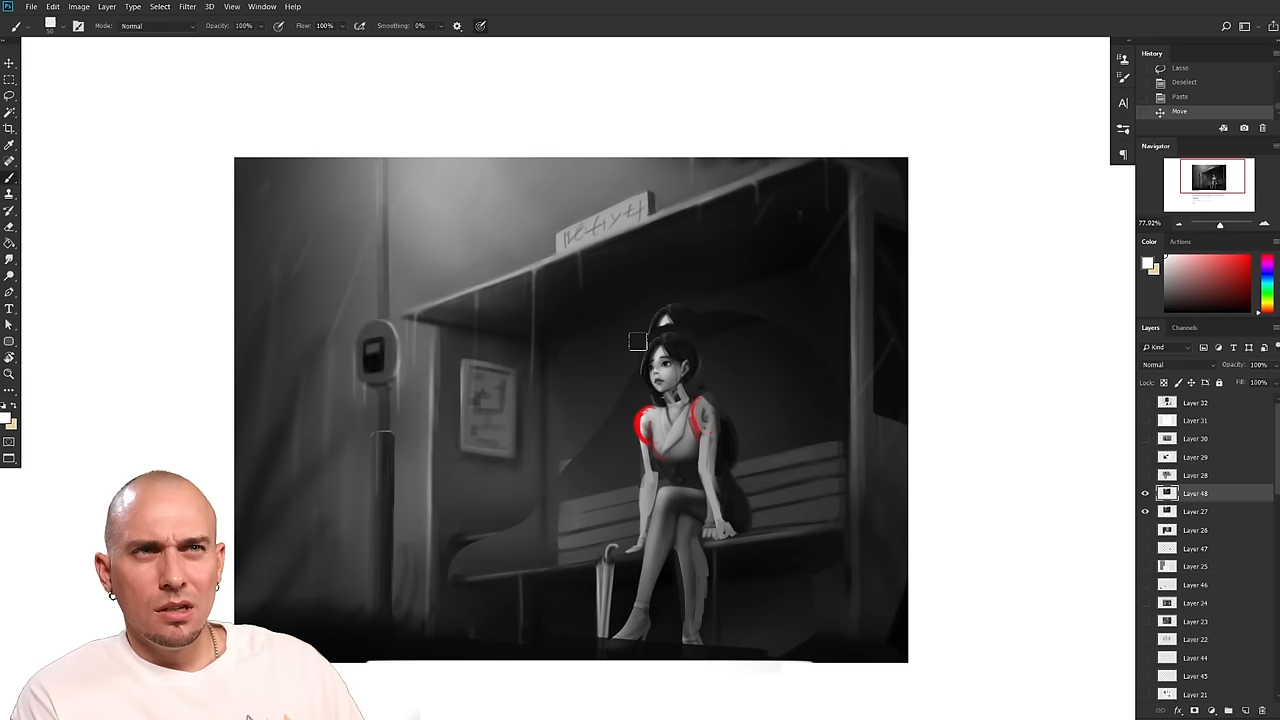 Ps File Edit Image Layer Type Select Filter 3D View Window Help
50 Mode: Normal Opacity: 100% Flow: 100% Smoothing: 0%
History
Lasso
Deselect
Paste
Move
Navigator
77.92%
Color Actions
Layers Channels
Kind
Normal Opacity: 100%
Lock: Fill: 100%
Layer 32
Layer 31
Layer 30
Layer 29
Layer 28
Layer 48
Layer 27
Layer 26
Layer 47
Layer 25
Layer 46
Layer 24
Layer 23
Layer 22
Layer 44
Layer 45
Layer 21